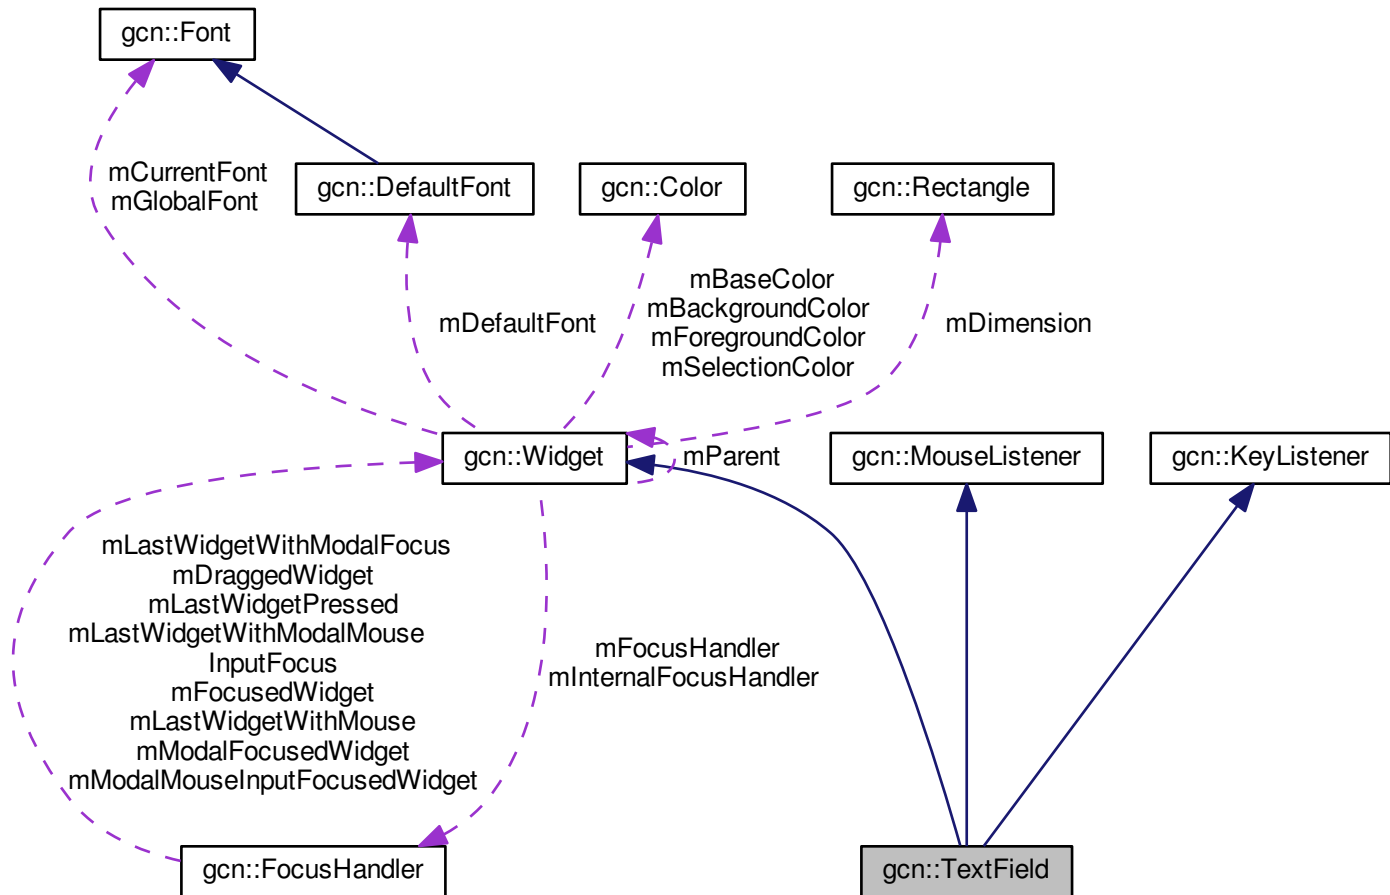 gcn::Font
mCurrentFont
mGlobalFont
gcn::DefaultFont
gcn::Color
gcn::Rectangle
mDefaultFont
mBaseColor
mBackgroundColor
mForegroundColor
mSelectionColor
mDimension
gcn::Widget
mParent
gcn::MouseListener
gcn::KeyListener
mLastWidgetWithModalFocus
mDraggedWidget
mLastWidgetPressed
mLastWidgetWithModalMouse
InputFocus
mFocusedWidget
mLastWidgetWithMouse
mModalFocusedWidget
mModalMouseInputFocusedWidget
mFocusHandler
mInternalFocusHandler
gcn::FocusHandler
gcn::TextField